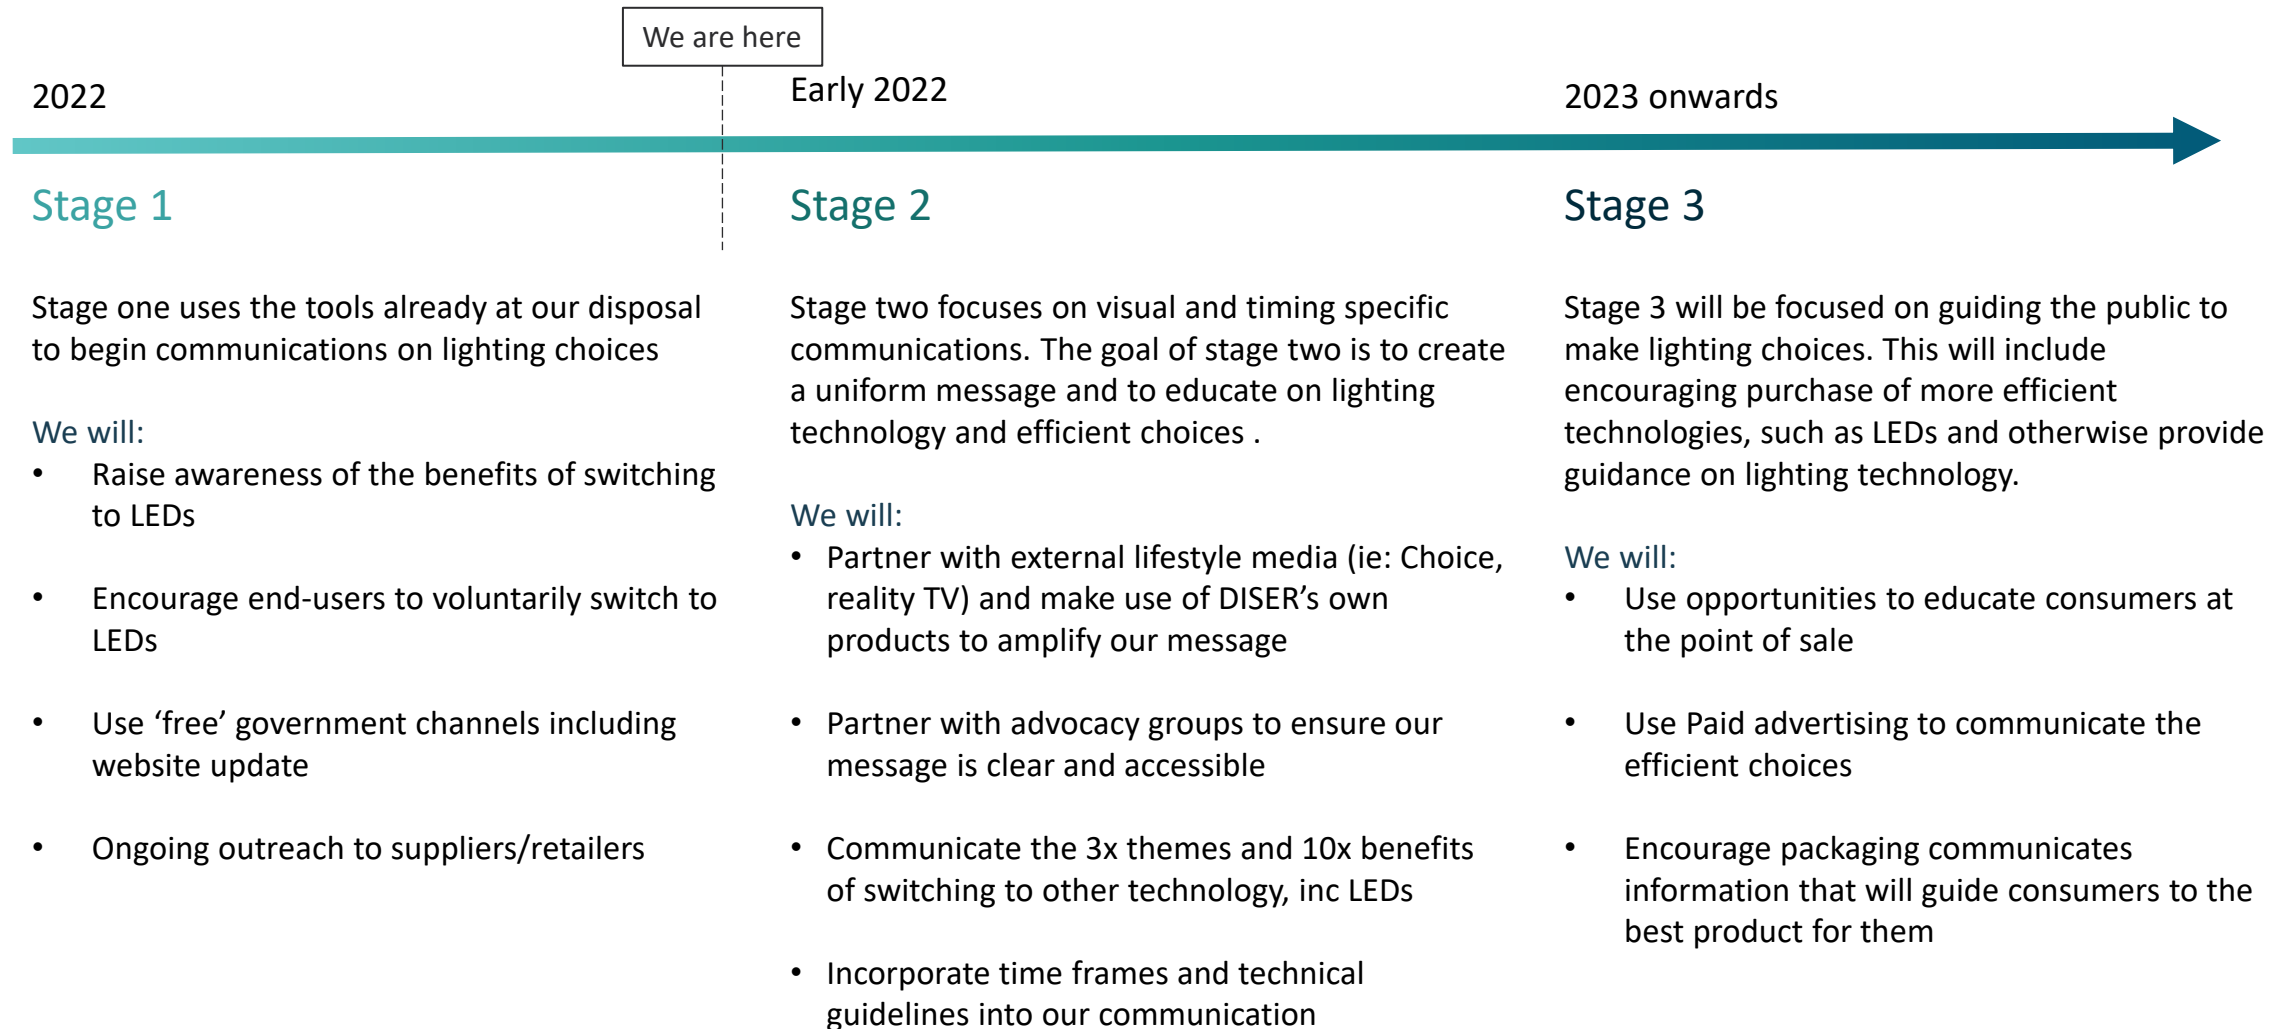 We are here
2022
Early 2022
2023 onwards
Stage 1
Stage one uses the tools already at our disposal
to begin communications on lighting choices
We will:
• Raise awareness of the benefits of switching
to LEDs
• Encourage end-users to voluntarily switch to
LEDs
• Use ‘free’ government channels including
website update
• Ongoing outreach to suppliers/retailers
Stage 2
Stage two focuses on visual and timing specific
communications. The goal of stage two is to create
a uniform message and to educate on lighting
technology and efficient choices .
We will:
• Partner with external lifestyle media (ie: Choice,
reality TV) and make use of DISER’s own
products to amplify our message
• Partner with advocacy groups to ensure our
message is clear and accessible
• Communicate the 3x themes and 10x benefits
of switching to other technology, inc LEDs
• Incorporate time frames and technical
guidelines into our communication
Stage 3
Stage 3 will be focused on guiding the public to
make lighting choices. This will include
encouraging purchase of more efficient
technologies, such as LEDs and otherwise provide
guidance on lighting technology.
We will:
• Use opportunities to educate consumers at
the point of sale
• Use Paid advertising to communicate the
efficient choices
• Encourage packaging communicates
information that will guide consumers to the
best product for them